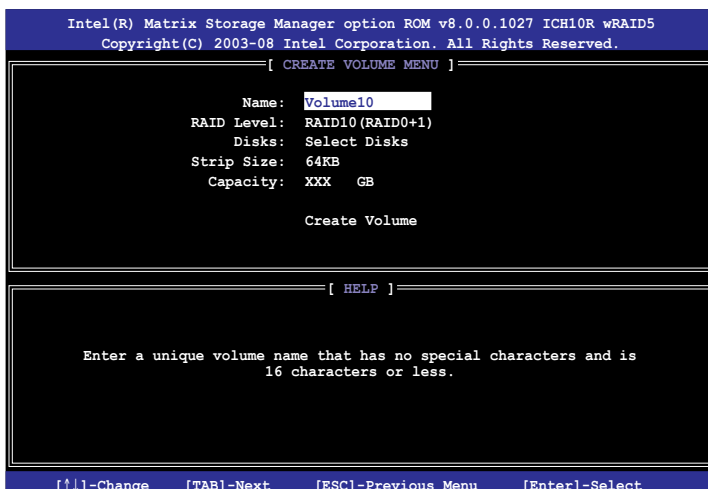 Intel(R) Matrix Storage Manager option ROM v8.0.0.1027 ICH10R wRAID5
Copyright(C) 2003-08 Intel Corporation. All Rights Reserved.
[ CREATE VOLUME MENU ]
Name: Volume10
RAID Level: RAID10(RAID0+1)
Disks: Select Disks
Strip Size: 64KB
Capacity: XXX GB
Create Volume
[ HELP ]
Enter a unique volume name that has no special characters and is
16 characters or less.
[↑↓]-Change [TAB]-Next [ESC]-Previous Menu [Enter]-Select